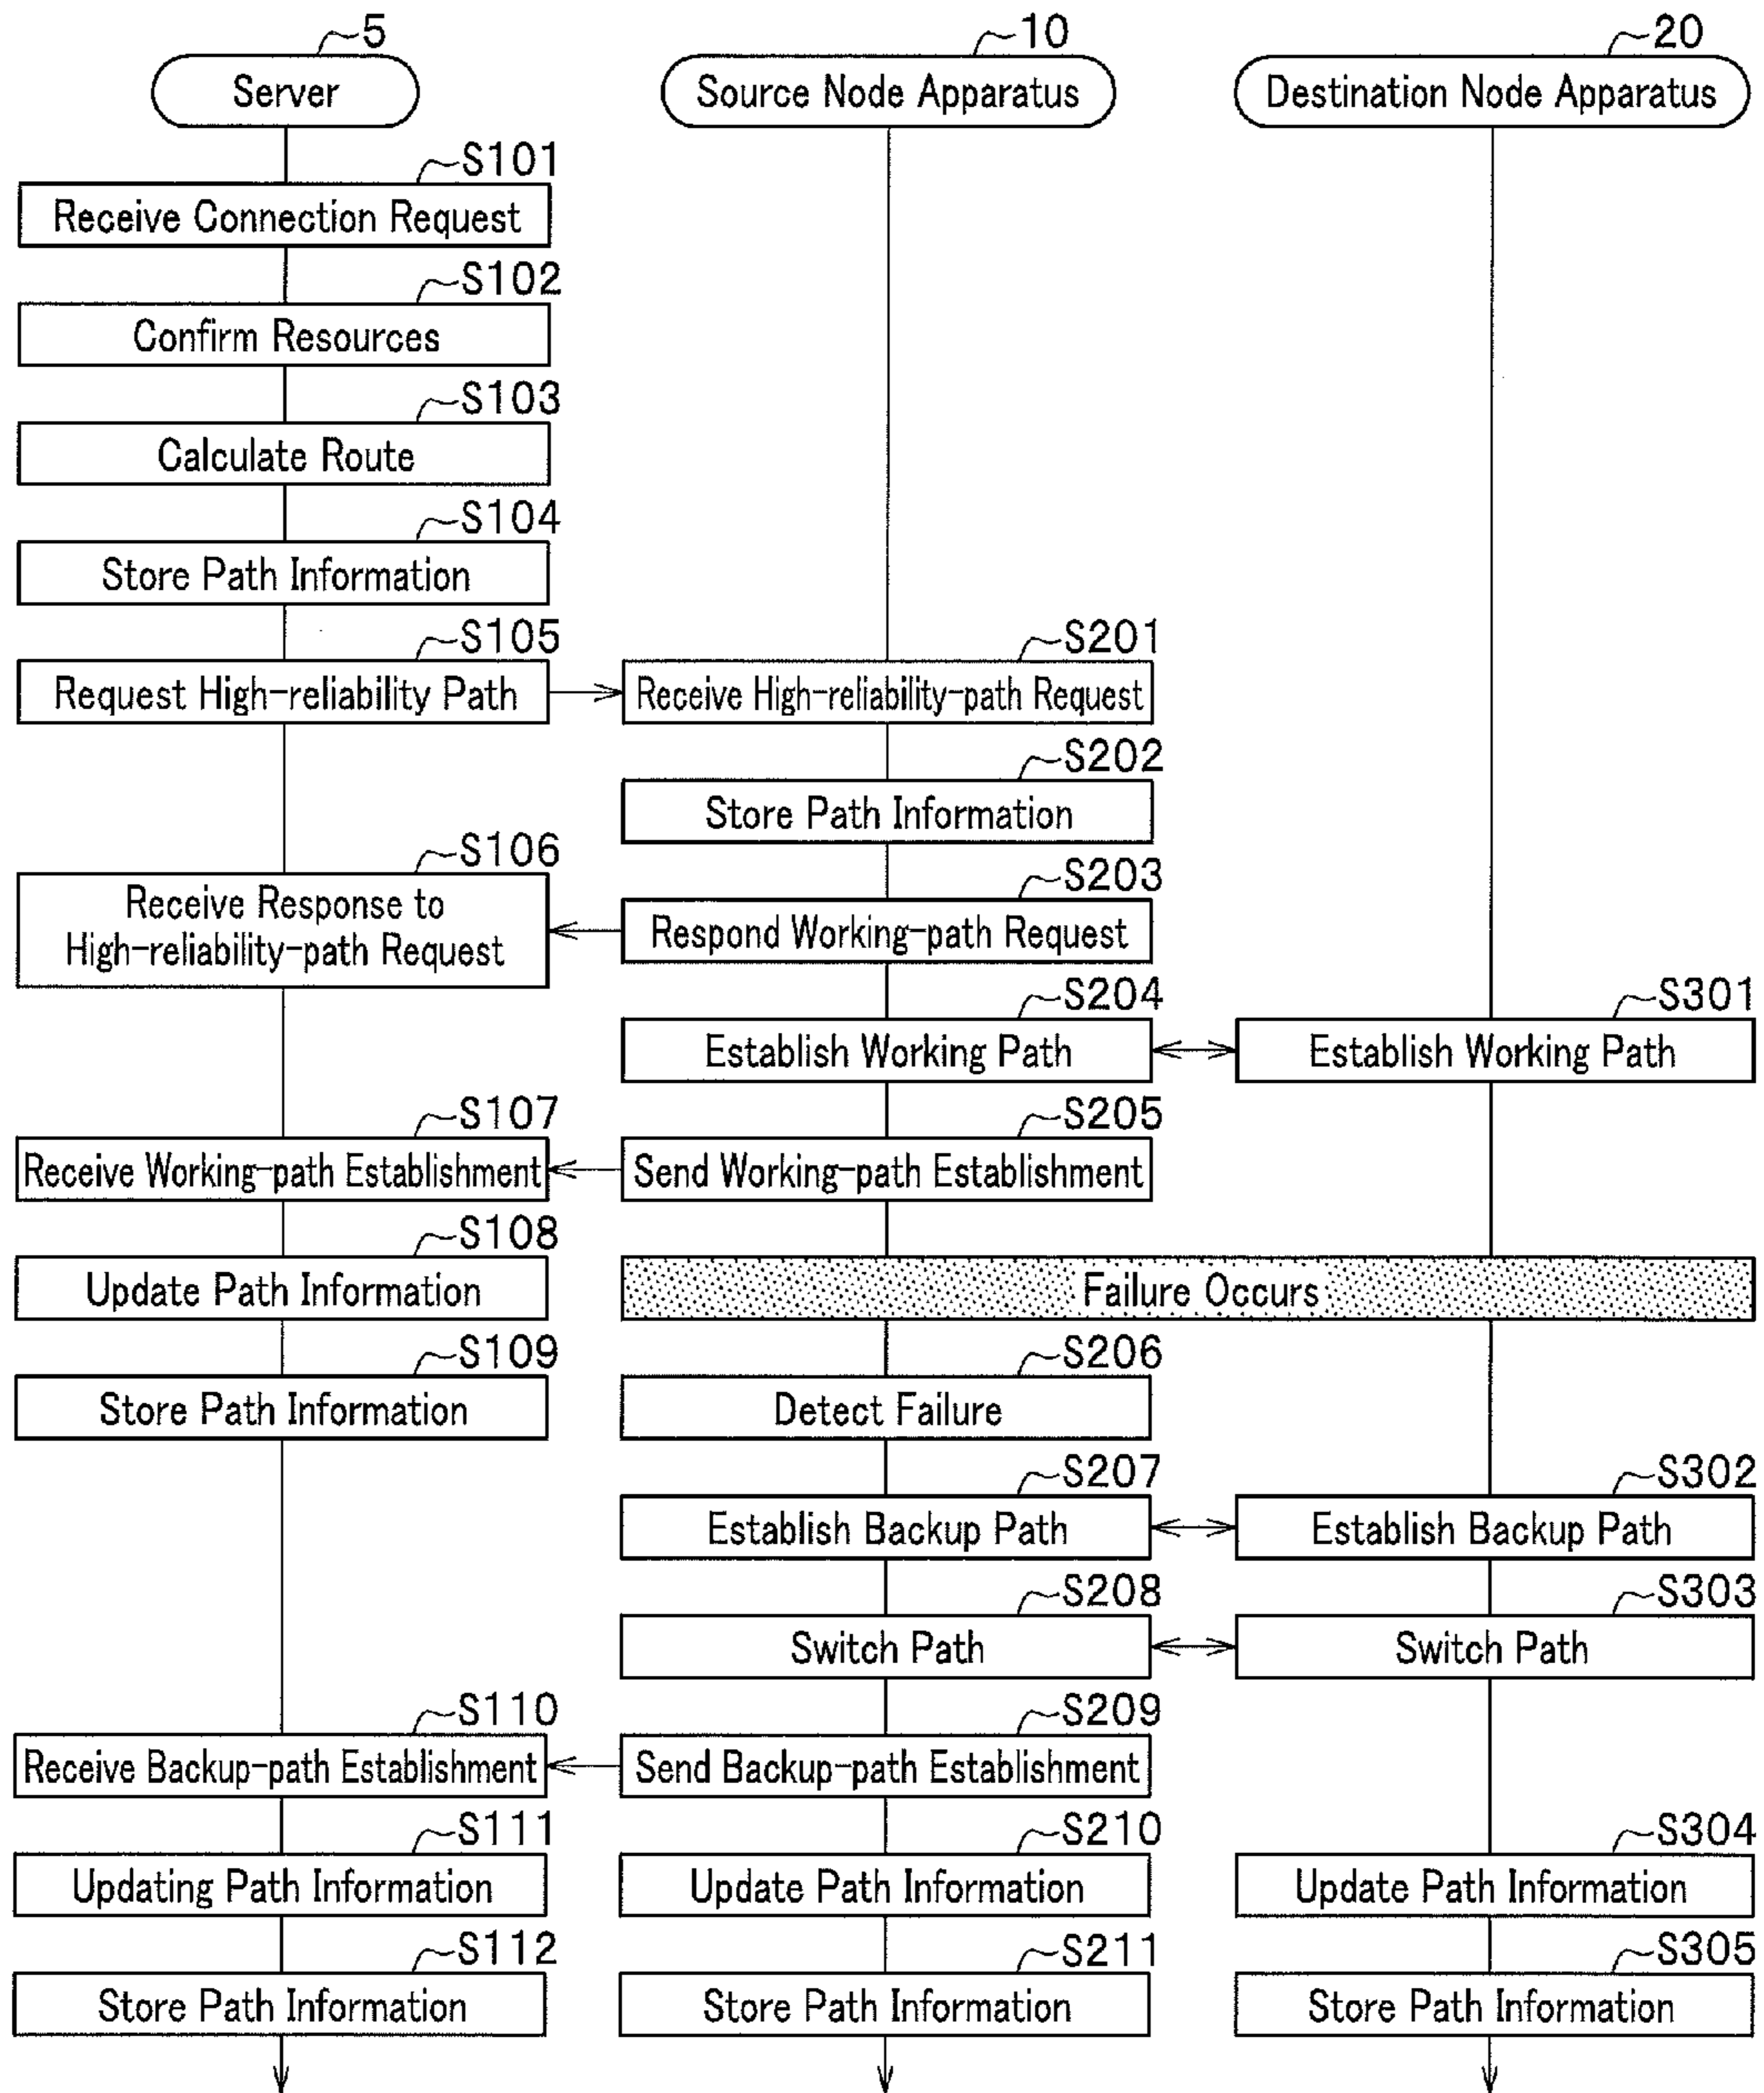 5
10
20
Server
Source Node Apparatus
Destination Node Apparatus
S101
Receive Connection Request
S102
Confirm Resources
S103
Calculate Route
S104
Store Path Information
S105
S201
Request High-reliability Path
Receive High-reliability-path Request
S202
Store Path Information
S106
S203
Receive Response to
High-reliability-path Request
Respond Working-path Request
S204
S301
Establish Working Path
Establish Working Path
S107
S205
Receive Working-path Establishment
Send Working-path Establishment
S108
Update Path Information
Failure Occurs
S109
S206
Store Path Information
Detect Failure
S207
S302
Establish Backup Path
Establish Backup Path
S208
S303
Switch Path
Switch Path
S110
S209
Receive Backup-path Establishment
Send Backup-path Establishment
S111
S210
S304
Updating Path Information
Update Path Information
Update Path Information
S112
S211
S305
Store Path Information
Store Path Information
Store Path Information